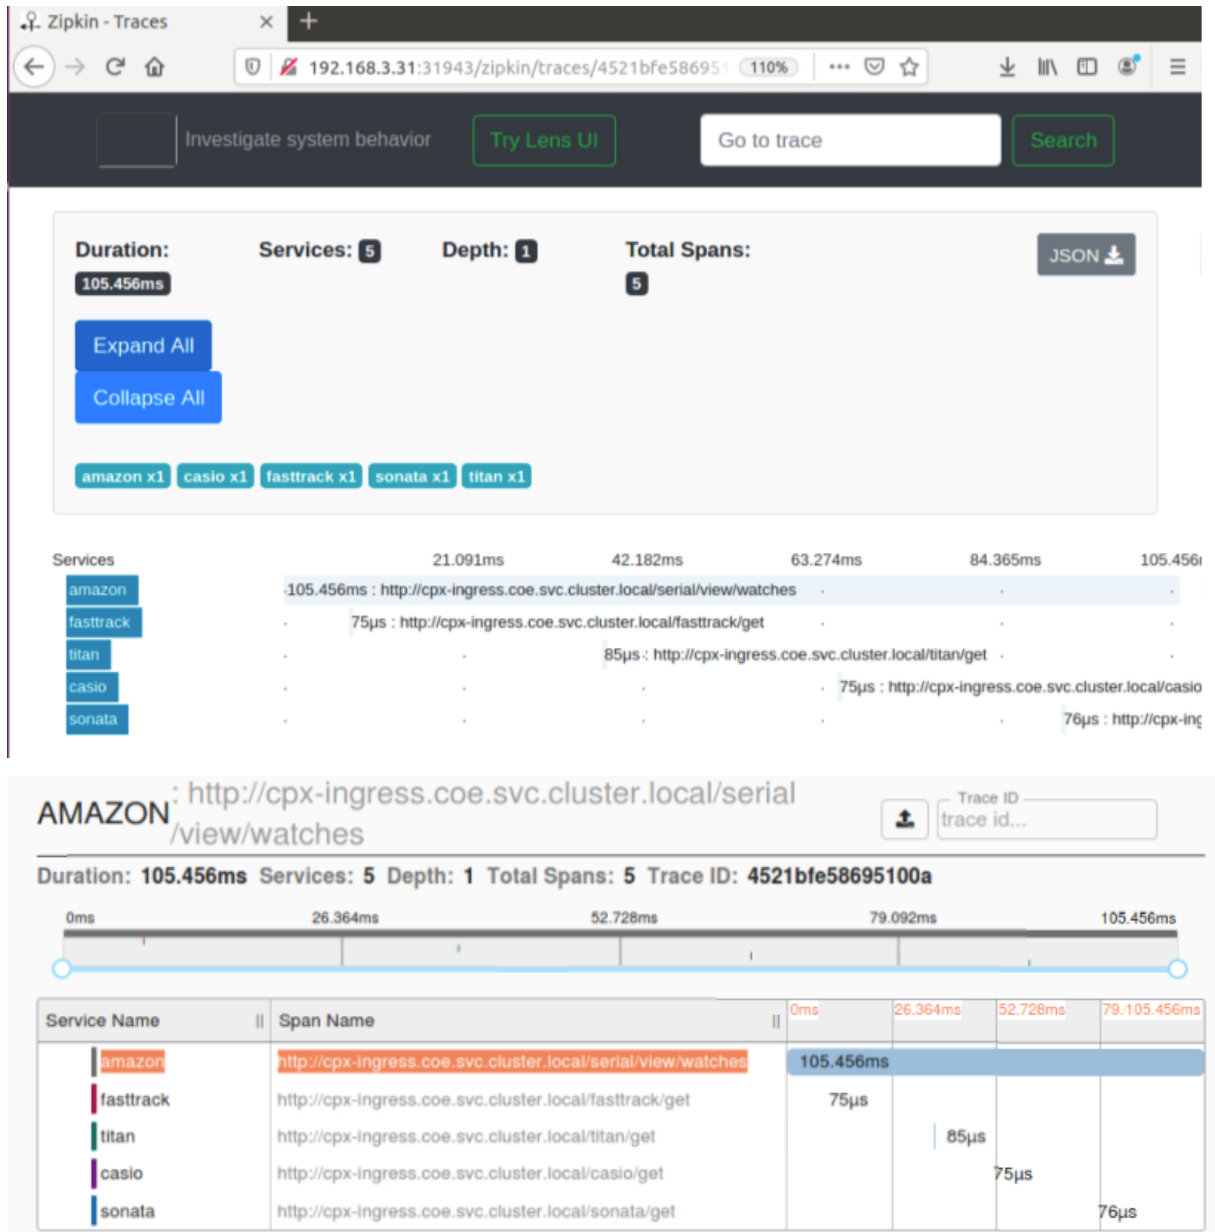 Zipkin - Traces
192.168.3.31:31943/zipkin/traces/4521bfe586951 110%
Investigate system behavior Try Lens UI Go to trace Search
Duration: Services: 5 Depth: 1 Total Spans: JSON
105.456ms 5
Expand All
Collapse All
amazon x1 casio x1 fasttrack x1 sonata x1 titan x1
Services 21.091ms 42.182ms 63.274ms 84.365ms 105.456
amazon 105.456ms : http://cpx-ingress.coe.svc.cluster.local/serial/view/watches
fasttrack 75μs : http://cpx-ingress.coe.svc.cluster.local/fasttrack/get
titan 85μs : http://cpx-ingress.coe.svc.cluster.local/titan/get
casio 75μs : http://cpx-ingress.coe.svc.cluster.local/casio
sonata 76μs : http://cpx-ing
AMAZON : http://cpx-ingress.coe.svc.cluster.local/serial
/view/watches
Trace ID
trace id...
Duration: 105.456ms Services: 5 Depth: 1 Total Spans: 5 Trace ID: 4521bfe58695100a
0ms 26.364ms 52.728ms 79.092ms 105.456ms
Service Name Span Name 0ms 26.364ms 52.728ms 79. 105.456ms
amazon http://cpx-ingress.coe.svc.cluster.local/serial/view/watches 105.456ms
fasttrack http://cpx-ingress.coe.svc.cluster.local/fasttrack/get 75μs
titan http://cpx-ingress.coe.svc.cluster.local/titan/get 85μs
casio http://cpx-ingress.coe.svc.cluster.local/casio/get 75μs
sonata http://cpx-ingress.coe.svc.cluster.local/sonata/get 76μs